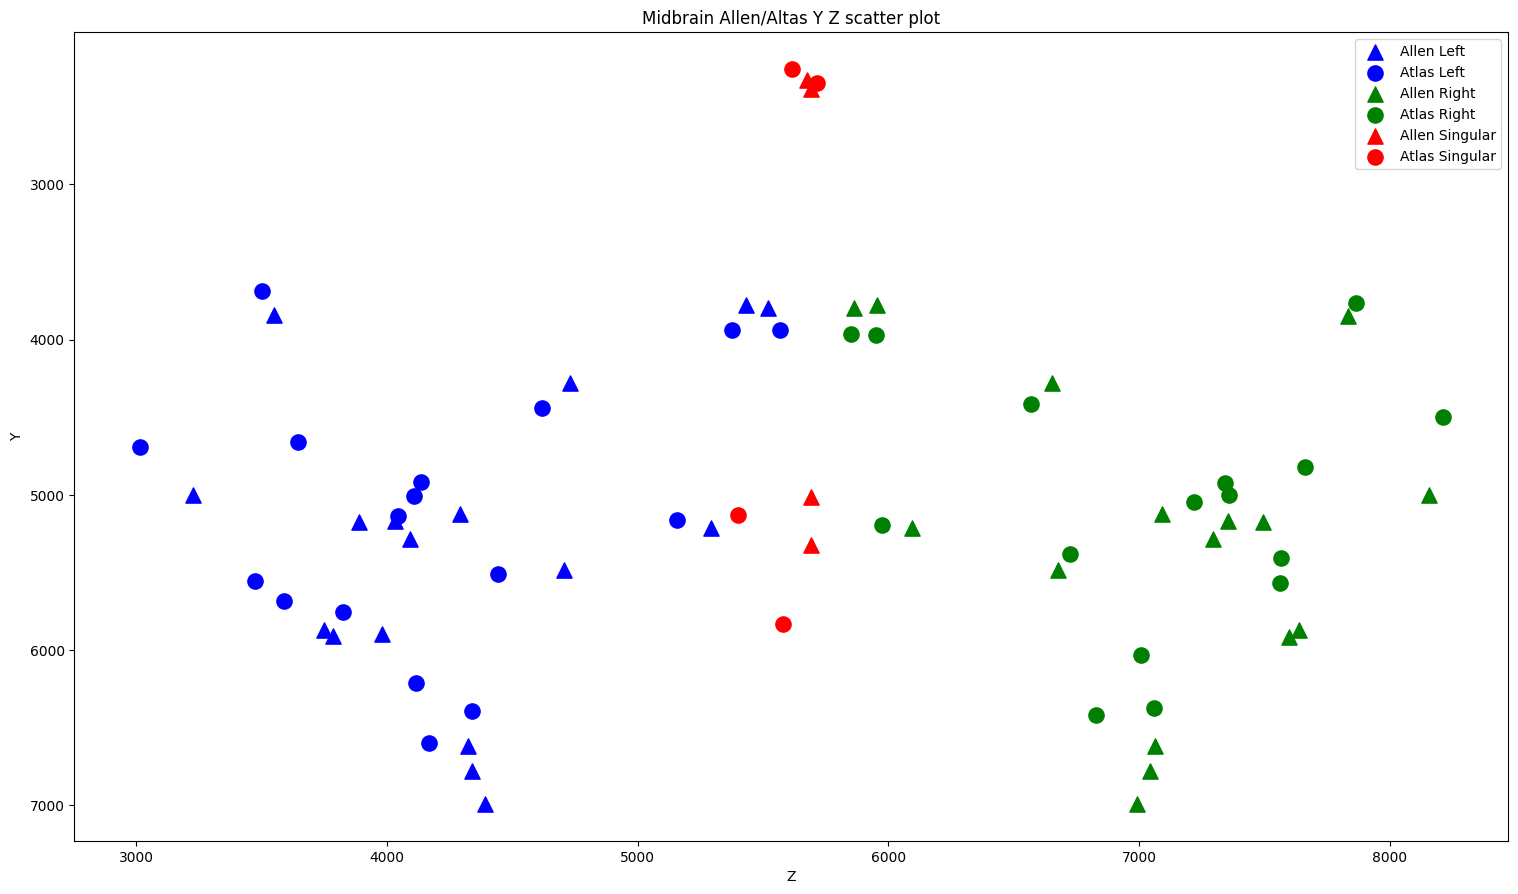 Midbrain Allen/Altas Y Z scatter plot
Allen Left
Atlas Left
Allen Right
Atlas Right
Allen Singular
Atlas Singular
3000
4000
5000
6000
7000
Y
3000 4000 5000 6000 7000 8000
Z